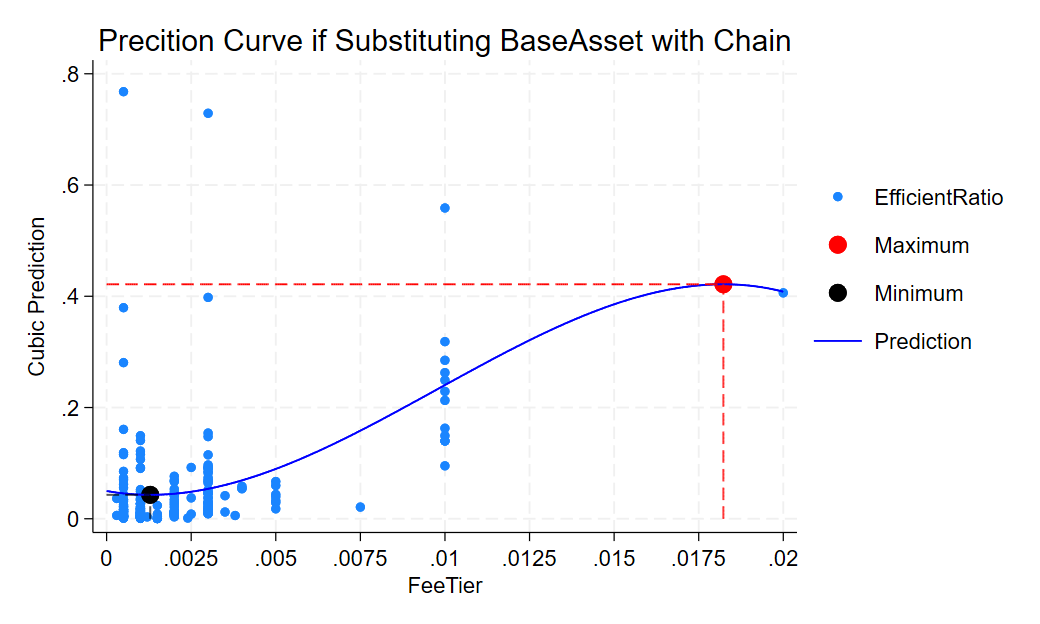 Precition Curve if Substituting BaseAsset with Chain
Cubic Prediction
.8
.6
.4
.2
0
0 .0025 .005 .0075 .01 .0125 .015 .0175 .02
FeeTier
EfficientRatio
Maximum
Minimum
Prediction